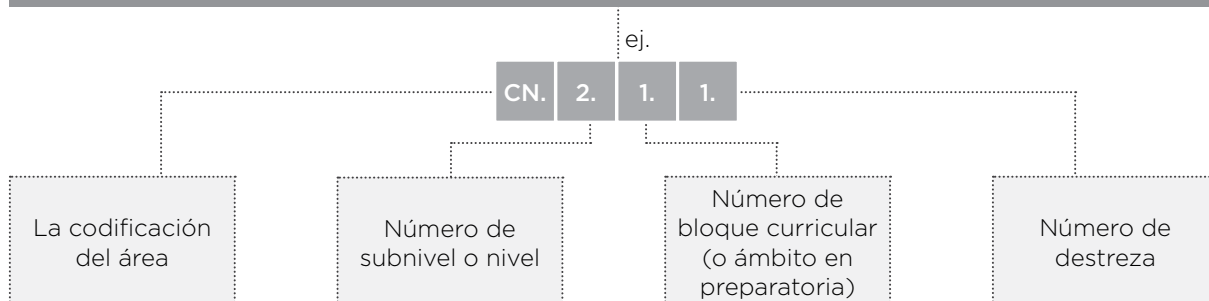 ej.
CN. 2. 1. 1.
La codificación
del área
Número de
subnivel o nivel
Número de
bloque curricular
(o ámbito en
preparatoria)
Número de
destreza